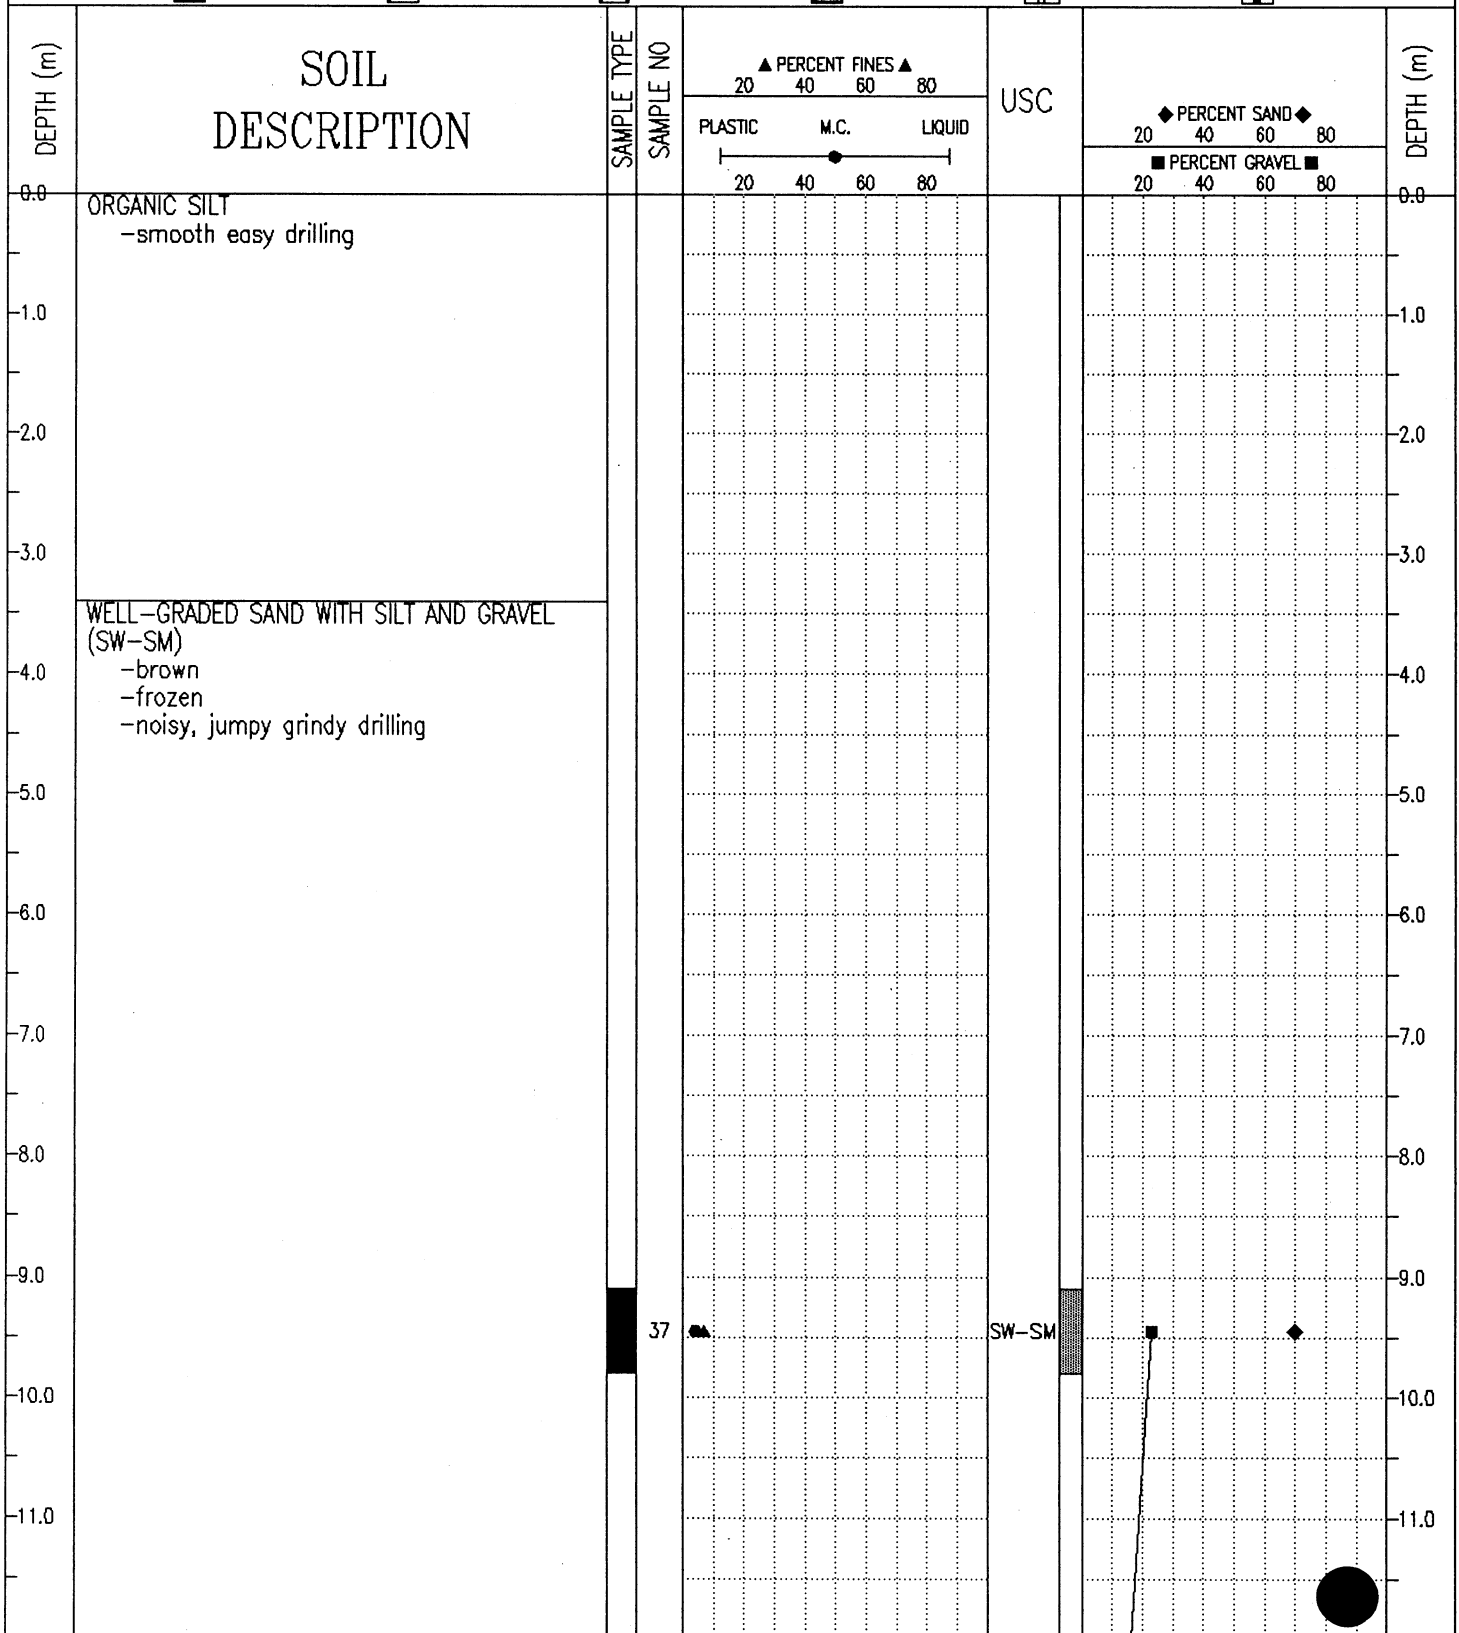 DEPTH (m)
SOIL
DESCRIPTION
SAMPLE TYPE
SAMPLE NO
▲ PERCENT FINES ▲
20 40 60 80
PLASTIC M.C. LIQUID
20 40 60 80
USC
◆ PERCENT SAND ◆
20 40 60 80
■ PERCENT GRAVEL ■
20 40 60 80
DEPTH (m)
0.0
ORGANIC SILT
-smooth easy drilling
0.0
1.0
1.0
2.0
2.0
3.0
3.0
WELL-GRADED SAND WITH SILT AND GRAVEL
(SW-SM)
-brown
4.0
4.0
-frozen
-noisy, jumpy grindy drilling
5.0
5.0
6.0
6.0
7.0
7.0
8.0
8.0
9.0
9.0
37
SW-SM
10.0
10.0
11.0
11.0